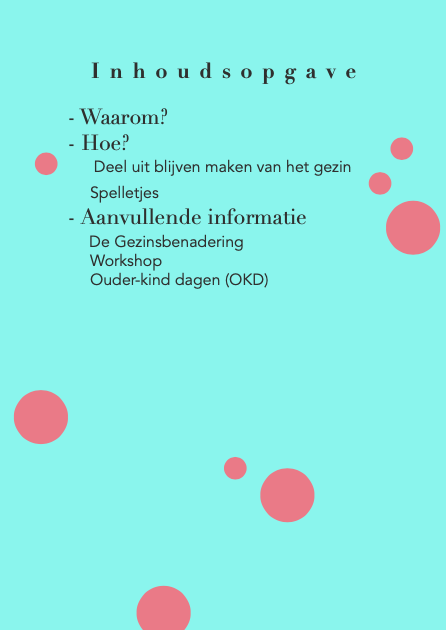 Inhoudsopgave
- Waarom?
- Hoe?
Deel uit blijven maken van het gezin
Spelletjes
- Aanvullende informatie
De Gezinsbenadering
Workshop
Ouder-kind dagen (OKD)